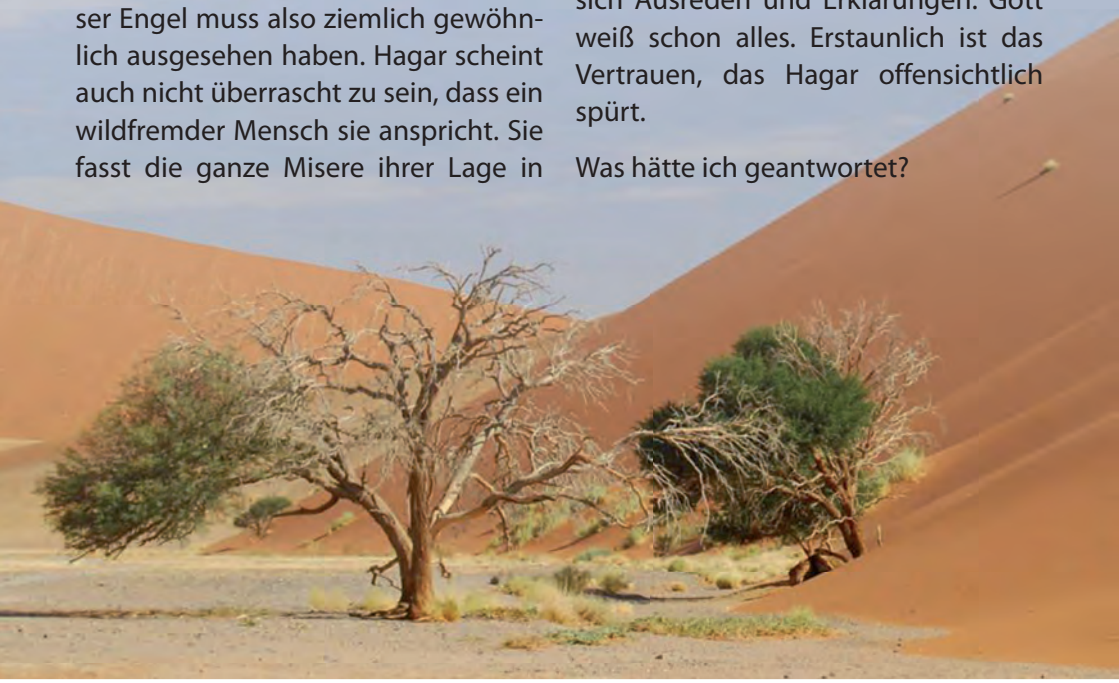 ser Engel muss also ziemlich gewöhn-
lich ausgesehen haben. Hagar scheint
auch nicht überrascht zu sein, dass ein
wildfremder Mensch sie anspricht. Sie
fasst die ganze Misere ihrer Lage in
sich Ausreden und Erklärungen. Gott
weiß schon alles. Erstaunlich ist das
Vertrauen, das Hagar offensichtlich
spürt.
Was hätte ich geantwortet?